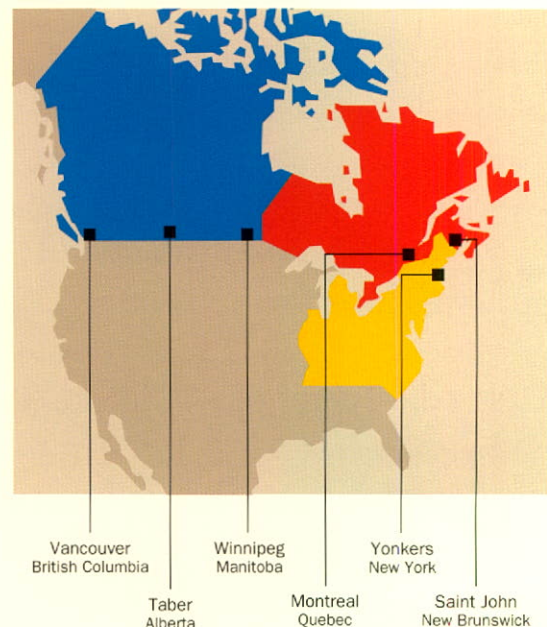 Vancouver
British Columbia
Winnipeg
Manitoba
Yonkers
New York
Taber
Alberta
Montreal
Quebec
Saint John
New Brunswick